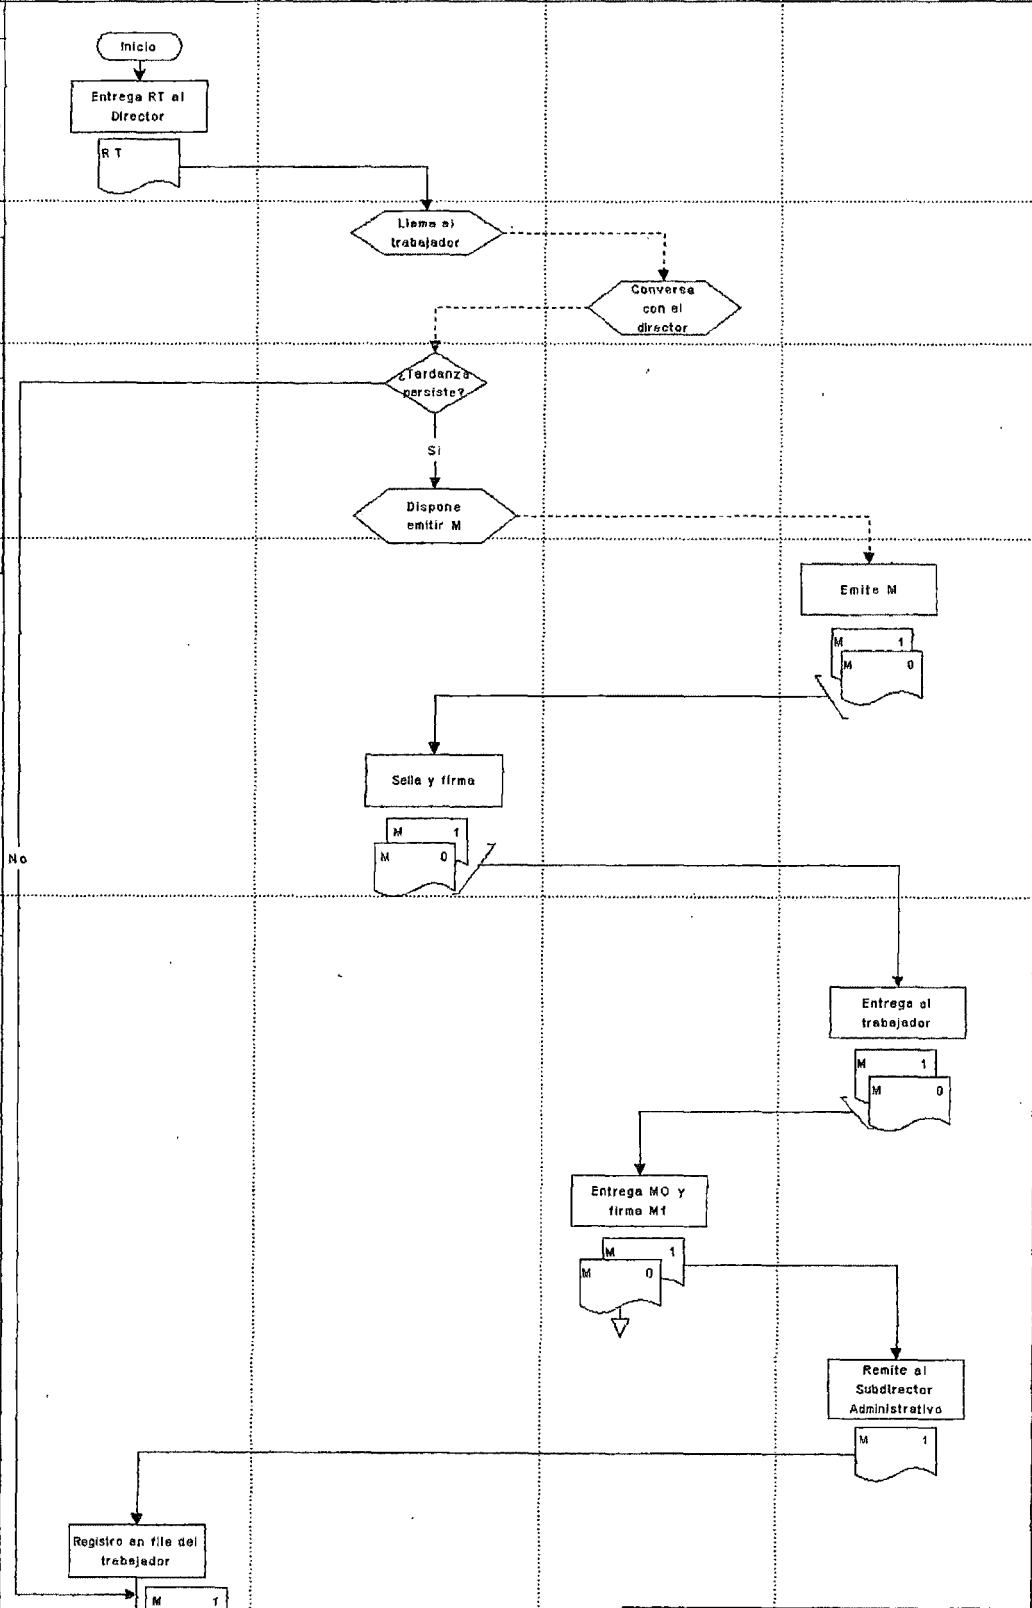 Inicio
Entrega RT al
Director
R T
Llama al
trabajador
Conversa
con el
director
¿Tardanza
persiste?
Si
Dispone
emitir M
Emite M
M 1
M 0
Sella y firma
M 1
M 0
No
Entrega al
trabajador
M 1
M 0
Entrega M0 y
firma M1
M 1
M 0
Remite al
Subdirector
Administrativo
M 1
Registro en file del
trabajador
M 1